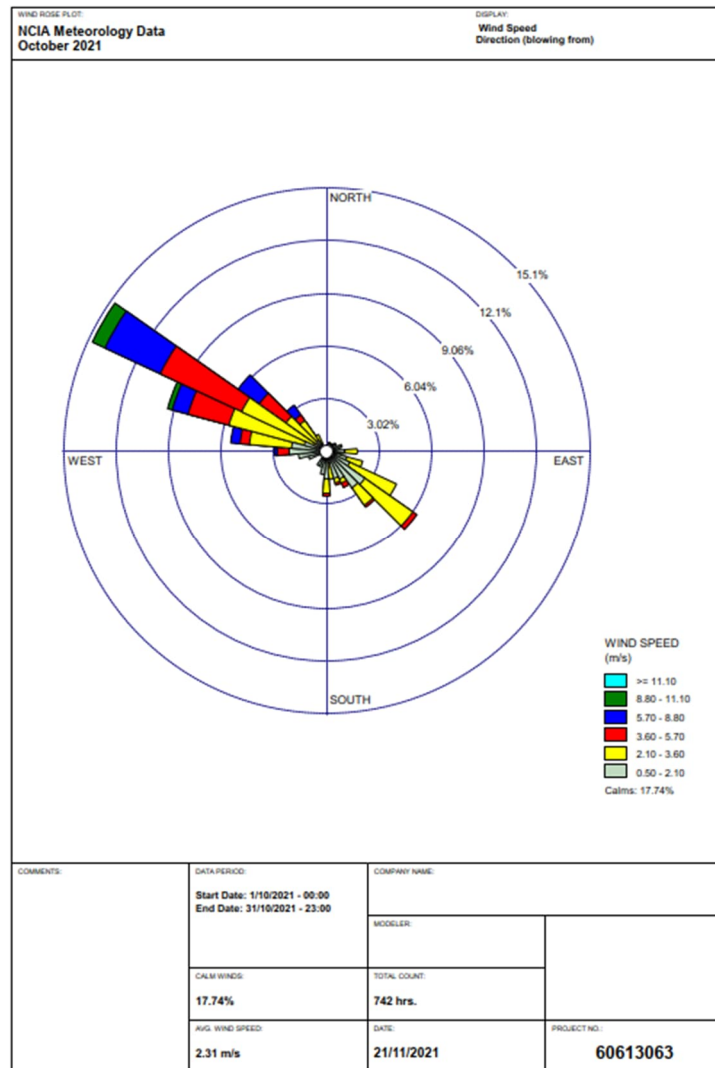 WIND ROSE PLOT:
NCIA Meteorology Data
October 2021
DISPLAY:
Wind Speed
Direction (blowing from)
NORTH
15.1%
12.1%
9.06%
6.04%
3.02%
WEST
EAST
SOUTH
WIND SPEED
(m/s)
>= 11.10
8.80 - 11.10
5.70 - 8.80
3.60 - 5.70
2.10 - 3.60
0.50 - 2.10
Calms: 17.74%
COMMENTS:
DATA PERIOD:
Start Date: 1/10/2021 - 00:00
End Date: 31/10/2021 - 23:00
COMPANY NAME:
MODELER:
CALM WINDS:
17.74%
TOTAL COUNT:
742 hrs.
AVG. WIND SPEED:
2.31 m/s
DATE:
21/11/2021
PROJECT NO.:
60613063